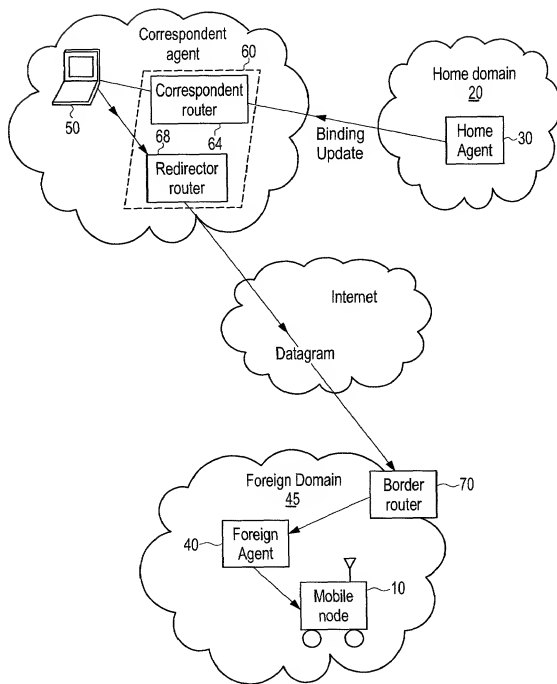 Correspondent
agent
60
Correspondent
router
50
68
64
Redirector
router
Binding
Update
Home domain
20
Home
Agent
30
Internet
Datagram
Foreign Domain
45
Border
router
70
40
Foreign
Agent
Mobile
node
10